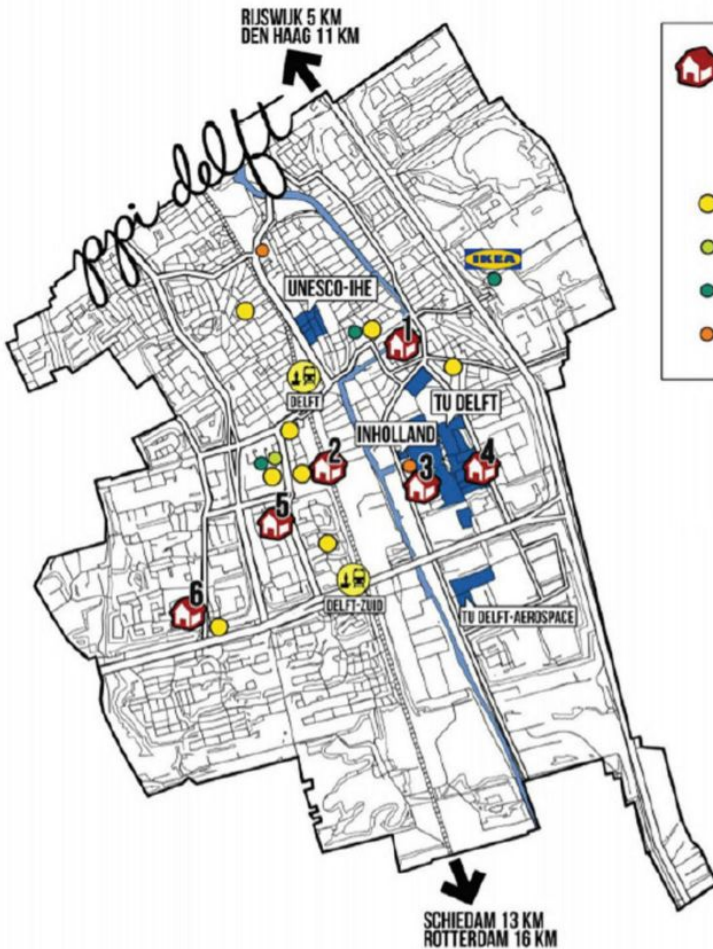 RIJSWIJK 5 KM
DEN HAAG 11 KM
ppi delft
IKEA
UNESCO-IHE
1
DELFT
TU DELFT
INHOLLAND
2
3
4
5
6
DELFT-ZUID
TU DELFT-AEROSPACE
SCHIEDAM 13 KM
ROTTERDAM 16 KM